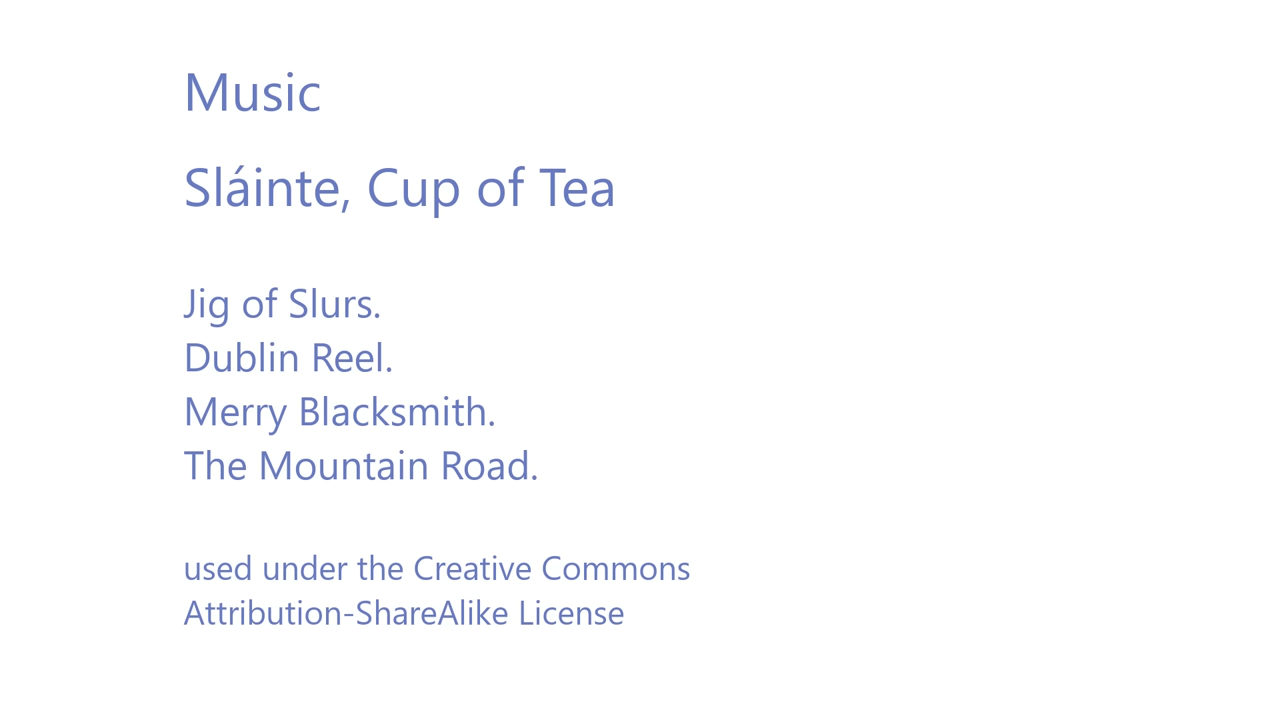 Music
Sláinte, Cup of Tea
Jig of Slurs.
Dublin Reel.
Merry Blacksmith.
The Mountain Road.
used under the Creative Commons
Attribution-ShareAlike License